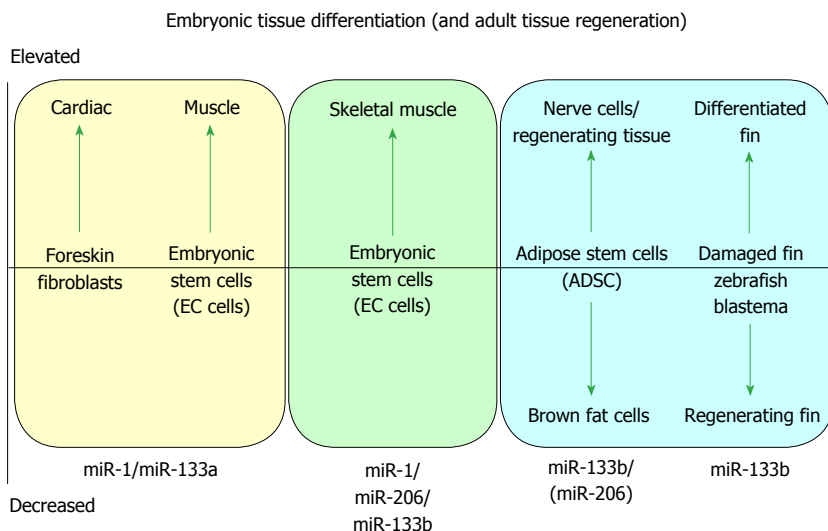 Embryonic tissue differentiation (and adult tissue regeneration)
Elevated
Cardiac
Muscle
Skeletal muscle
Nerve cells/
regenerating tissue
Differentiated
fin
Foreskin
fibroblasts
Embryonic
stem cells
(EC cells)
Embryonic
stem cells
(EC cells)
Adipose stem cells
(ADSC)
Damaged fin
zebrafish
blastema
Brown fat cells
Regenerating fin
miR-1/miR-133a
miR-1/
miR-206/
miR-133b
miR-133b/
(miR-206)
miR-133b
Decreased